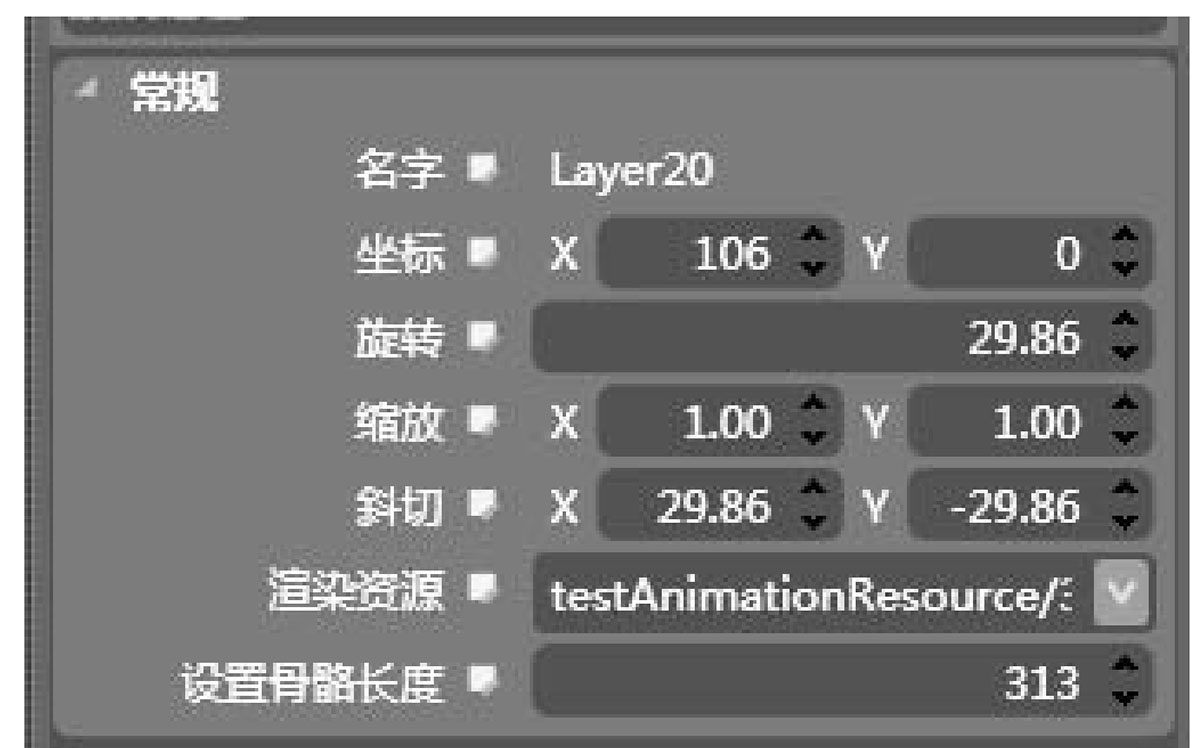 常规
名字 Layer20
坐标 X 106 Y 0
旋转 29.86
缩放 X 1.00 Y 1.00
斜切 X 29.86 Y -29.86
渲染资源 testAnimationResource/
设置骨骼长度 313